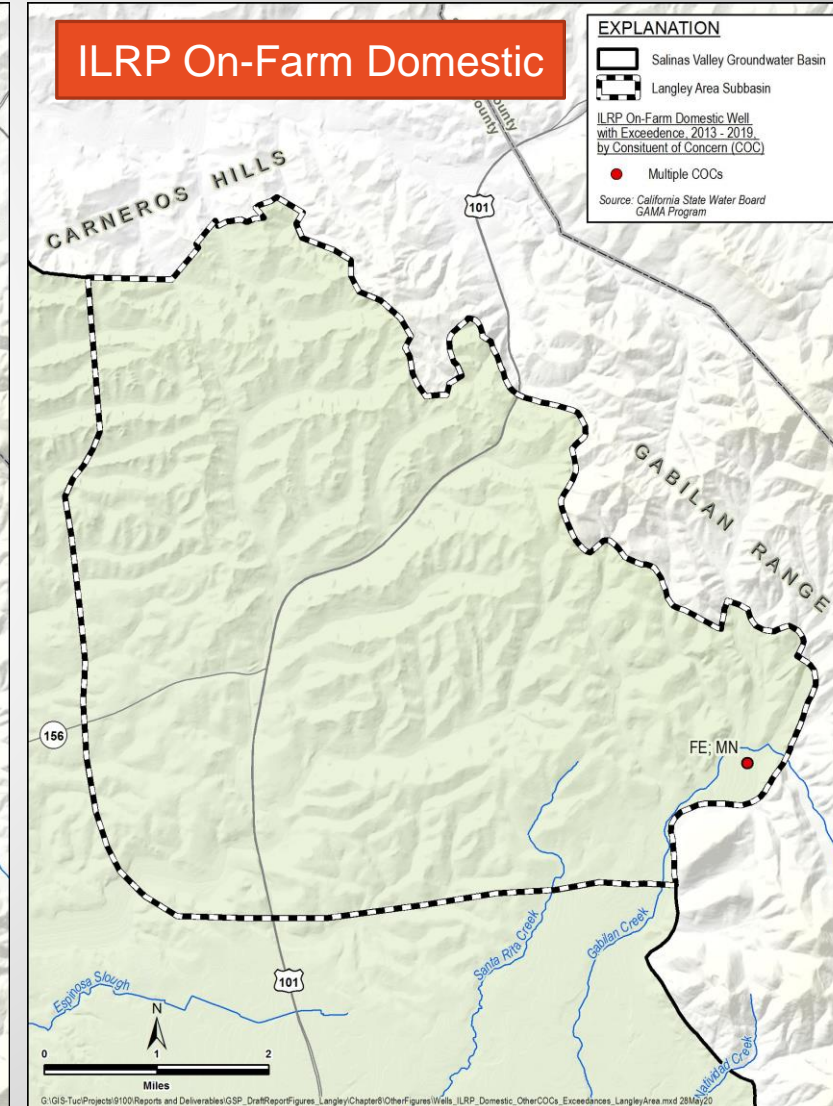 ILRP On-Farm Domestic
EXPLANATION
Salinas Valley Groundwater Basin
Langley Area Subbasin
ILRP On-Farm Domestic Well
with Exceedence, 2013 - 2019,
by Consituent of Concern (COC)
Multiple COCs
Source: California State Water Board
GAMA Program
County
County
CARNEROS HILLS
101
GABILAN RANGE
156
FE; MN
Santa Rita Creek
Gabilan Creek
101
Espinosa Slough
Natividad Creek
N
0 1 2
Miles
G:\GIS-Tuc\Projects\9100\Reports and Deliverables\GSP_DraftReportFigures_Langley\Chapter8\OtherFigures\Wells_ILRP_Domestic_OtherCOCs_Exceedances_LangleyArea.mxd 28May20